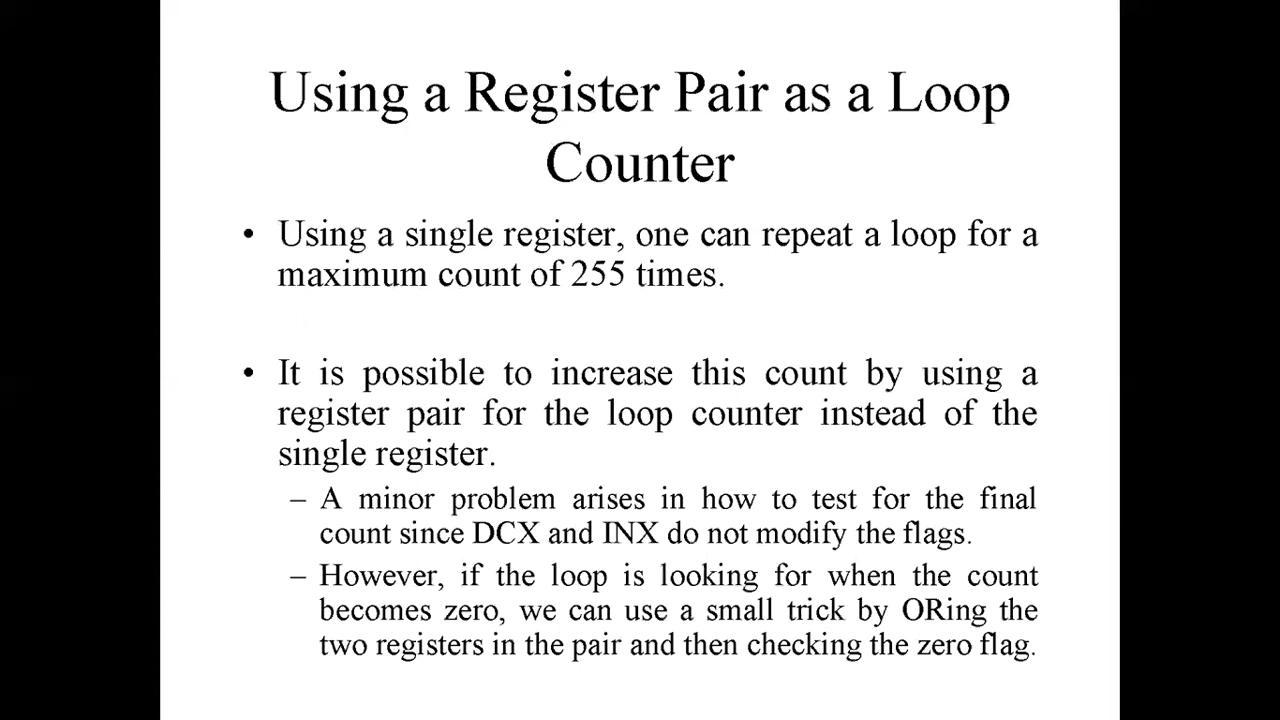 Using a Register Pair as a Loop
Counter
• Using a single register, one can repeat a loop for a
maximum count of 255 times.
• It is possible to increase this count by using a
register pair for the loop counter instead of the
single register.
– A minor problem arises in how to test for the final
count since DCX and INX do not modify the flags.
– However, if the loop is looking for when the count
becomes zero, we can use a small trick by ORing the
two registers in the pair and then checking the zero flag.